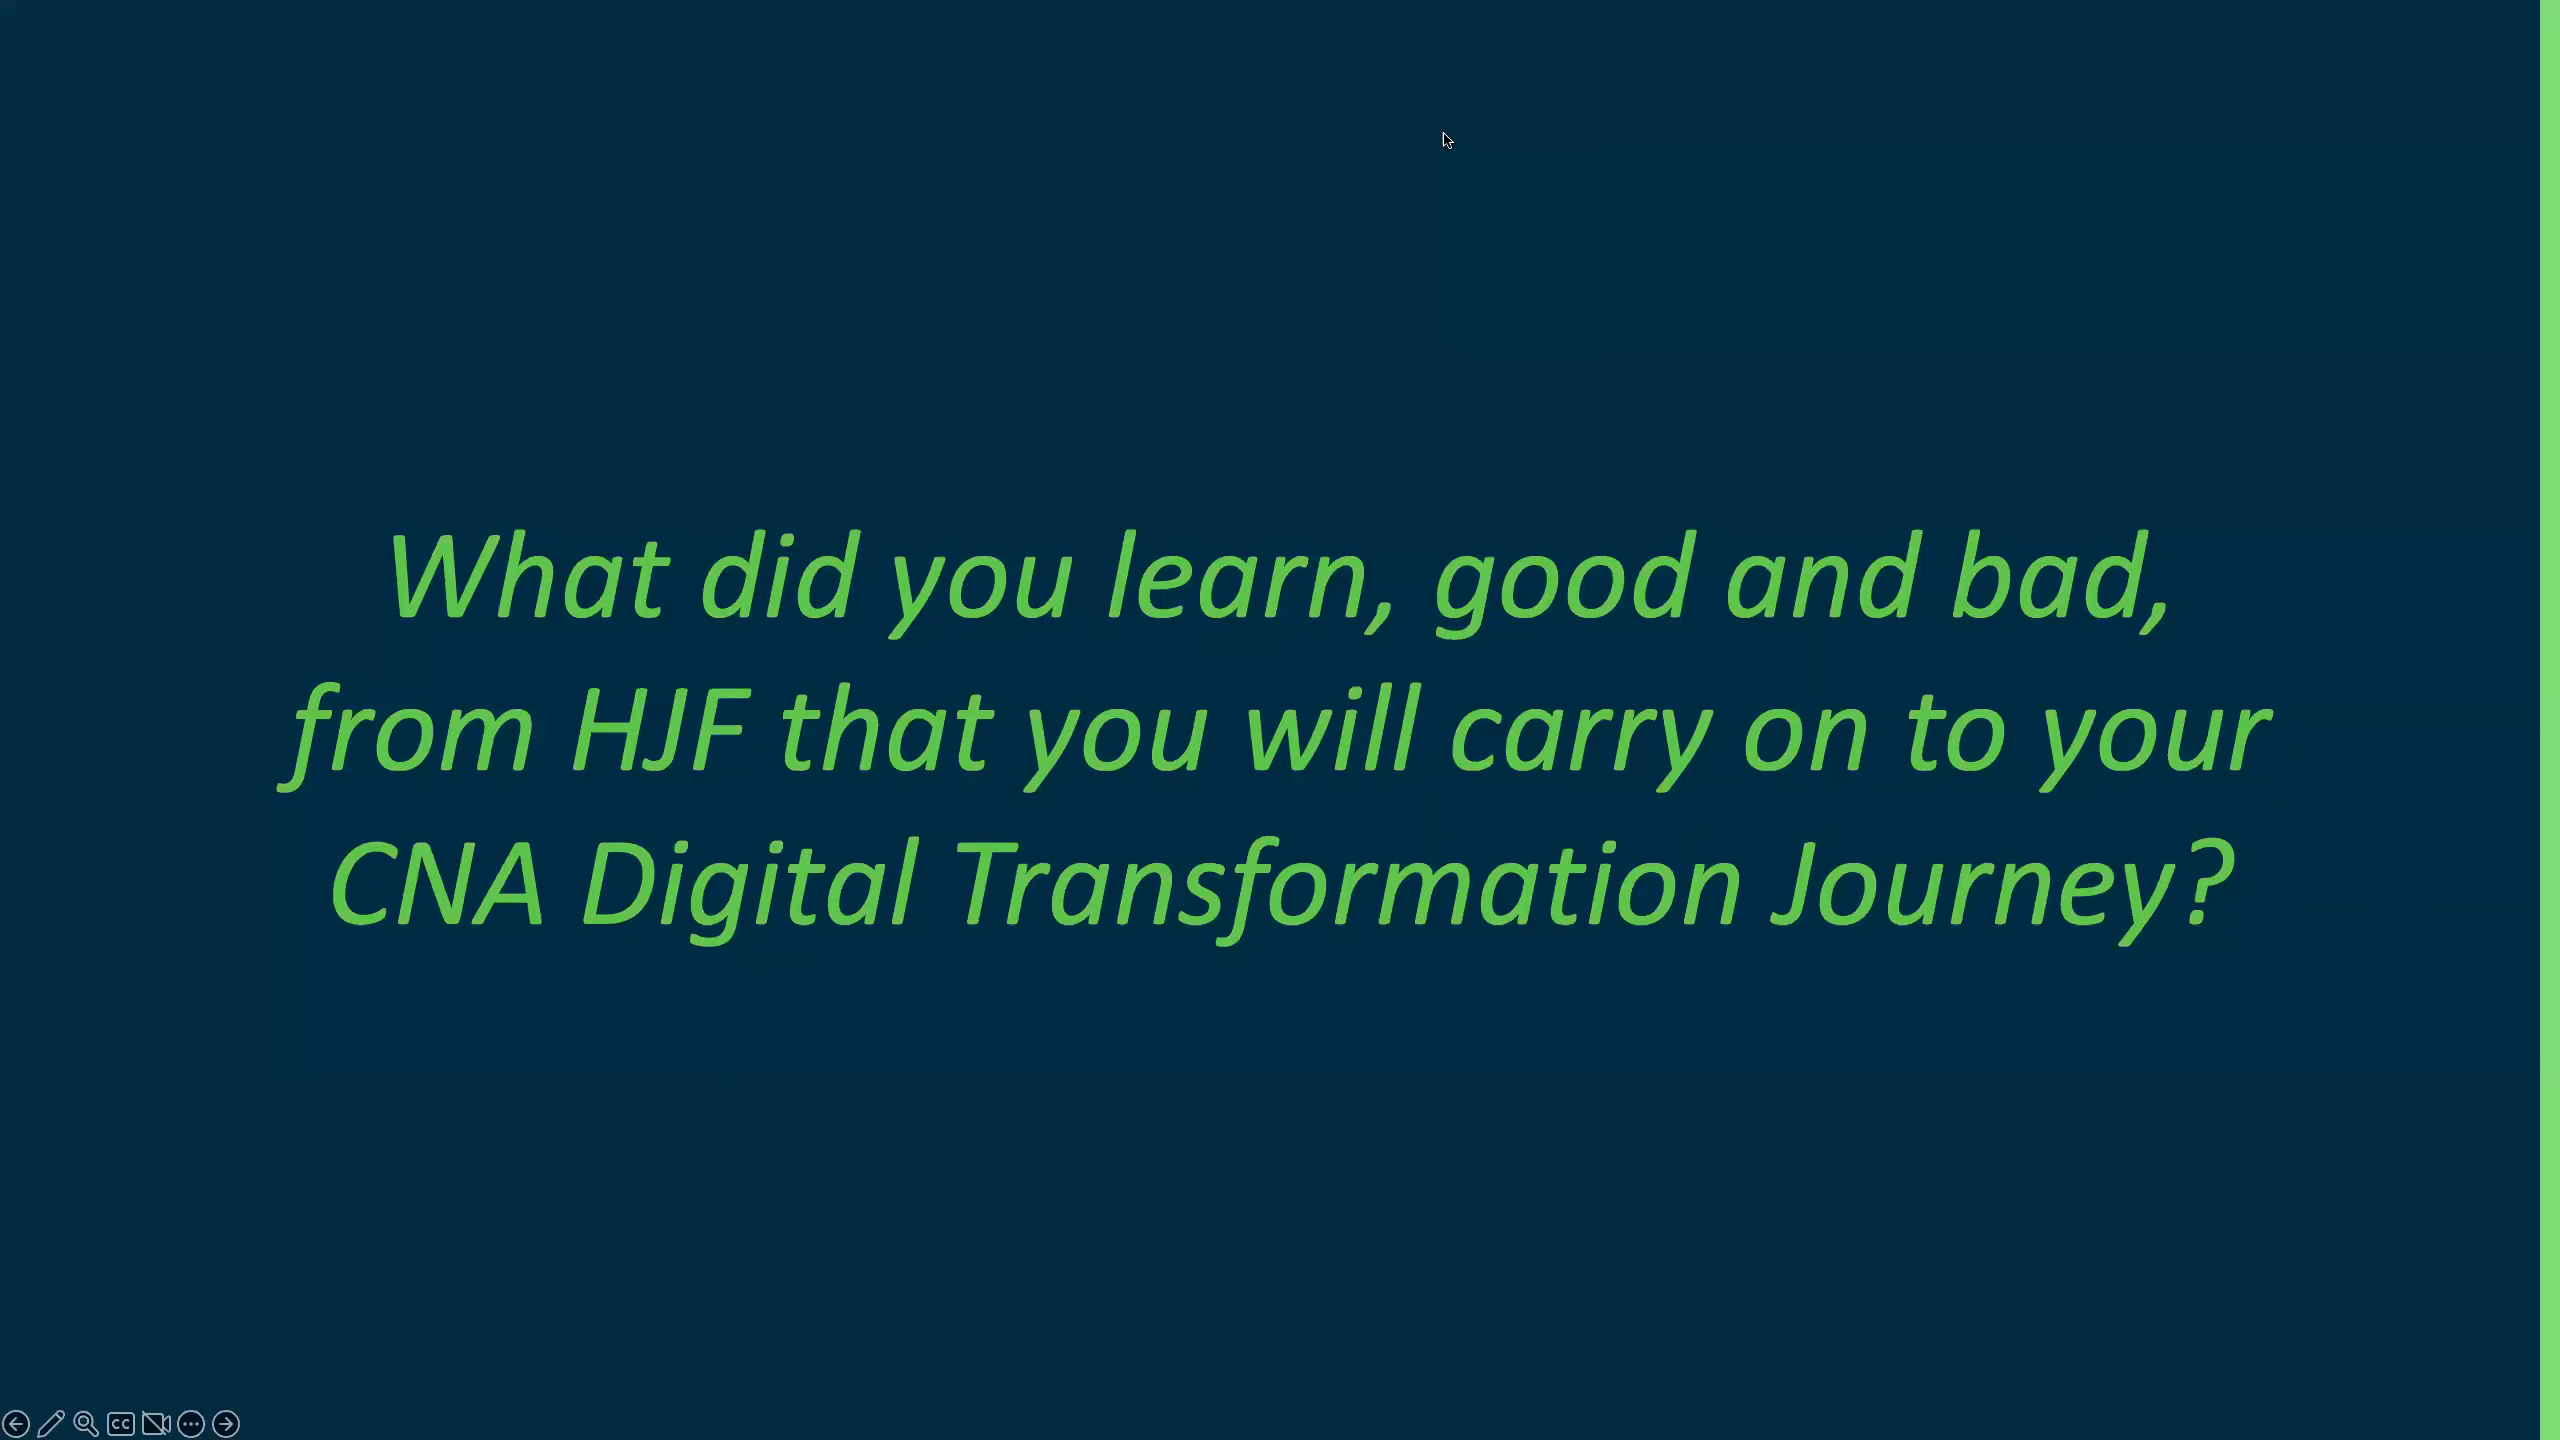 What did you learn, good and bad,
from HJF that you will carry on to your
CNA Digital Transformation Journey?
CC